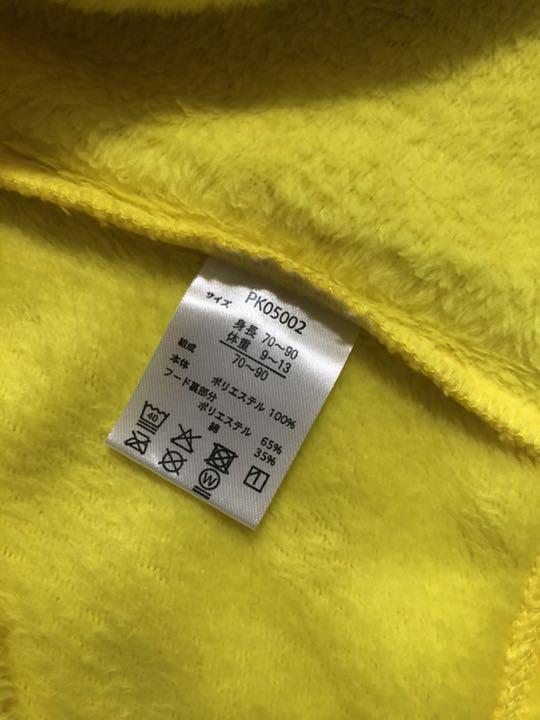 PK05002
サイズ
身長 70〜90
体重 9〜13
70〜90
組成
本体 ポリエステル 100%
フード裏部分
ポリエステル 65%
綿 35%
40
W